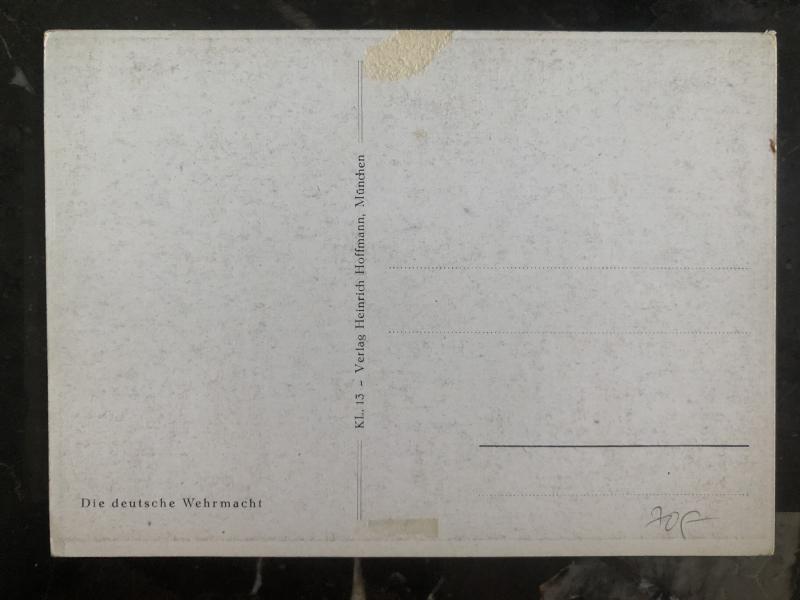 KL. 13 – Verlag Heinrich Hoffmann, München
Die deutsche Wehrmacht